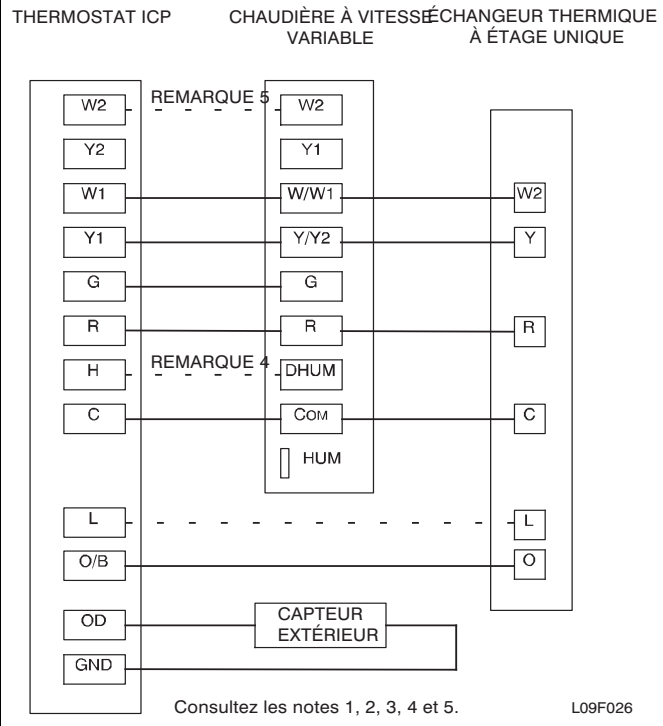 THERMOSTAT ICP
CHAUDIÈRE À VITESSE
VARIABLE
ÉCHANGEUR THERMIQUE
À ÉTAGE UNIQUE
W2 REMARQUE 5 W2
Y2 Y1
W1 W/W1 W2
Y1 Y/Y2 Y
G G
R R R
H REMARQUE 4 DHUM
C COM C
HUM
L L
O/B O
OD CAPTEUR
EXTÉRIEUR
GND
Consultez les notes 1, 2, 3, 4 et 5. L09F026